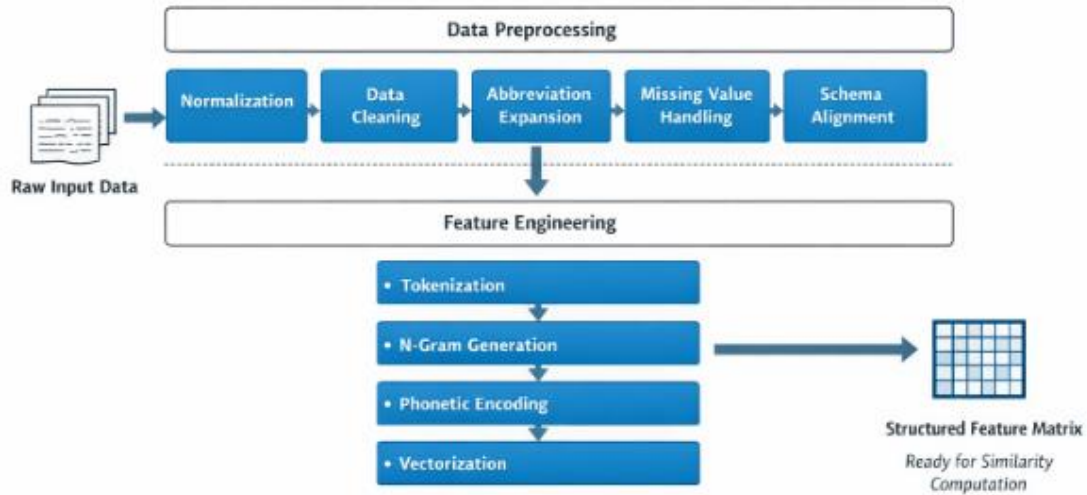 Data Preprocessing
Normalization
Data
Cleaning
Abbreviation
Expansion
Missing Value
Handling
Schema
Alignment
Raw Input Data
Feature Engineering
• Tokenization
• N-Gram Generation
• Phonetic Encoding
• Vectorization
Structured Feature Matrix
Ready for Similarity
Computation